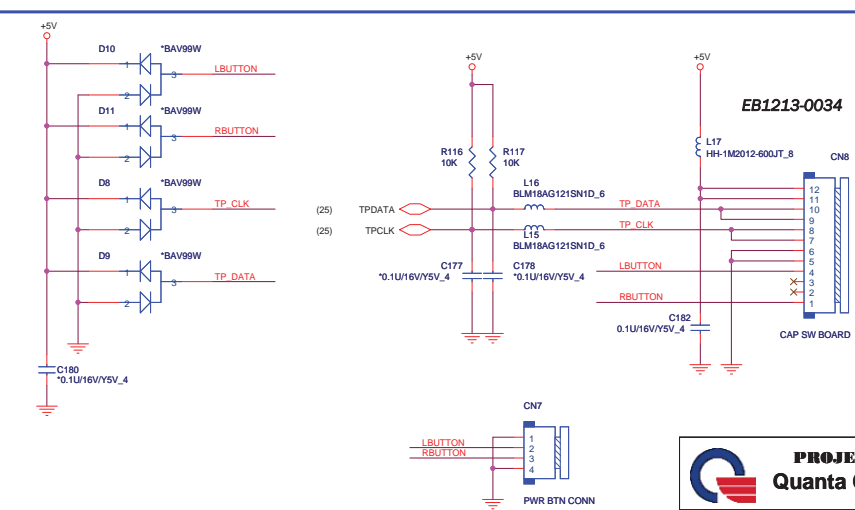 +5V
D10
*BAV99W
1
3
LBUTTON
2
D11
*BAV99W
1
3
RBUTTON
2
D8
*BAV99W
1
3
TP_CLK
2
D9
*BAV99W
1
3
TP_DATA
2
C180
*0.1U/16V/Y5V_4
+5V
R116
10K
R117
10K
L16
BLM18AG121SN1D_6
(25)
TPDATA
TP_DATA
(25)
TPCLK
TP_CLK
L15
BLM18AG121SN1D_6
C177
*0.1U/16V/Y5V_4
C178
*0.1U/16V/Y5V_4
+5V
EB1213-0034
L17
HH-1M2012-600JT_8
CN8
12
11
10
9
8
7
6
5
4
3
2
1
LBUTTON
RBUTTON
C182
0.1U/16V/Y5V_4
CAP SW BOARD
CN7
LBUTTON
RBUTTON
1
2
3
4
PWR BTN CONN
PROJE
Quanta